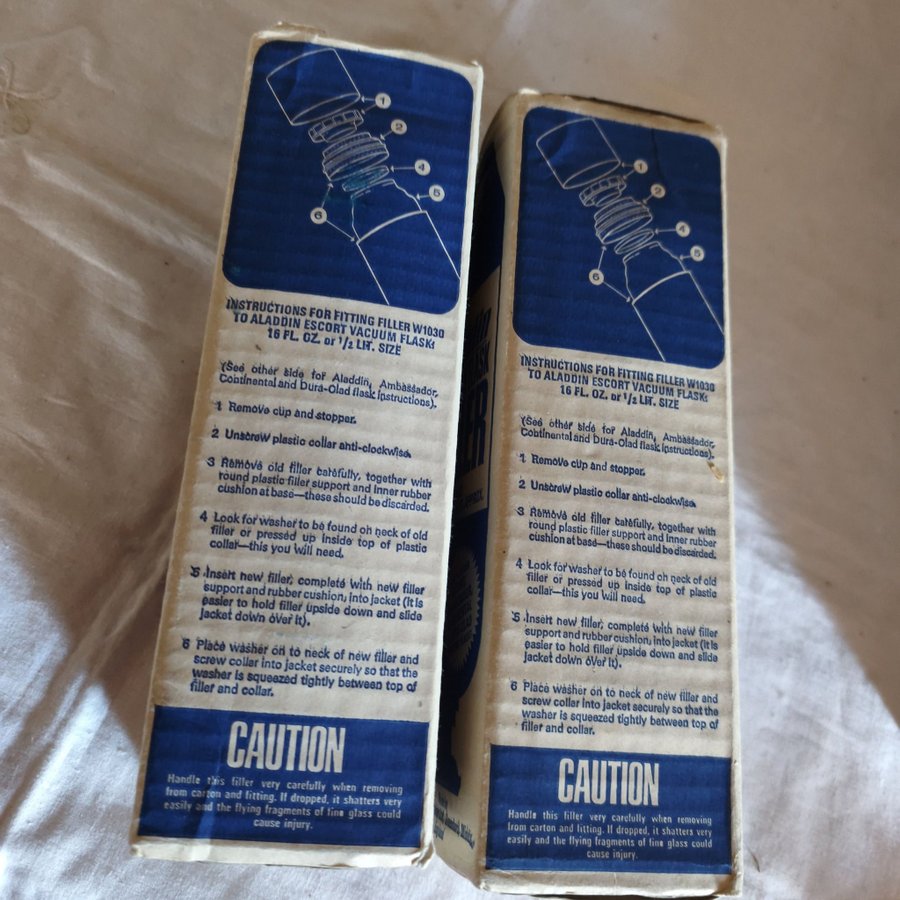 1
2
4
5
6
INSTRUCTIONS FOR FITTING FILLER W1030
TO ALADDIN ESCORT VACUUM FLASK:
16 FL. OZ. or 1/2 LIT. SIZE
(See other side for Aladdin, Ambassador,
Continental and Dura-Clad flask instructions).
1 Remove cup and stopper.
2 Unscrew plastic collar anti-clockwise.
3 Remove old filler carefully, together with
round plastic filler support and inner rubber
cushion at base—these should be discarded.
4 Look for washer to be found on neck of old
filler or pressed up inside top of plastic
collar—this you will need.
5 Insert new filler, complete with new filler
support and rubber cushion, into jacket (it is
easier to hold filler upside down and slide
jacket down over it).
6 Place washer on to neck of new filler and
screw collar into jacket securely so that the
washer is squeezed tightly between top of
filler and collar.
CAUTION
Handle this filler very carefully when removing
from carton and fitting. If dropped, it shatters very
easily and the flying fragments of fine glass could
cause injury.
1
2
4
5
6
INSTRUCTIONS FOR FITTING FILLER W1030
TO ALADDIN ESCORT VACUUM FLASK:
16 FL. OZ. or 1/2 LIT. SIZE
(See other side for Aladdin, Ambassador,
Continental and Dura-Clad flask instructions).
1 Remove cup and stopper.
2 Unscrew plastic collar anti-clockwise.
3 Remove old filler carefully, together with
round plastic filler support and inner rubber
cushion at base—these should be discarded.
4 Look for washer to be found on neck of old
filler or pressed up inside top of plastic
collar—this you will need.
5 Insert new filler, complete with new filler
support and rubber cushion, into jacket (it is
easier to hold filler upside down and slide
jacket down over it).
6 Place washer on to neck of new filler and
screw collar into jacket securely so that the
washer is squeezed tightly between top of
filler and collar.
CAUTION
Handle this filler very carefully when removing
from carton and fitting. If dropped, it shatters very
easily and the flying fragments of fine glass could
cause injury.